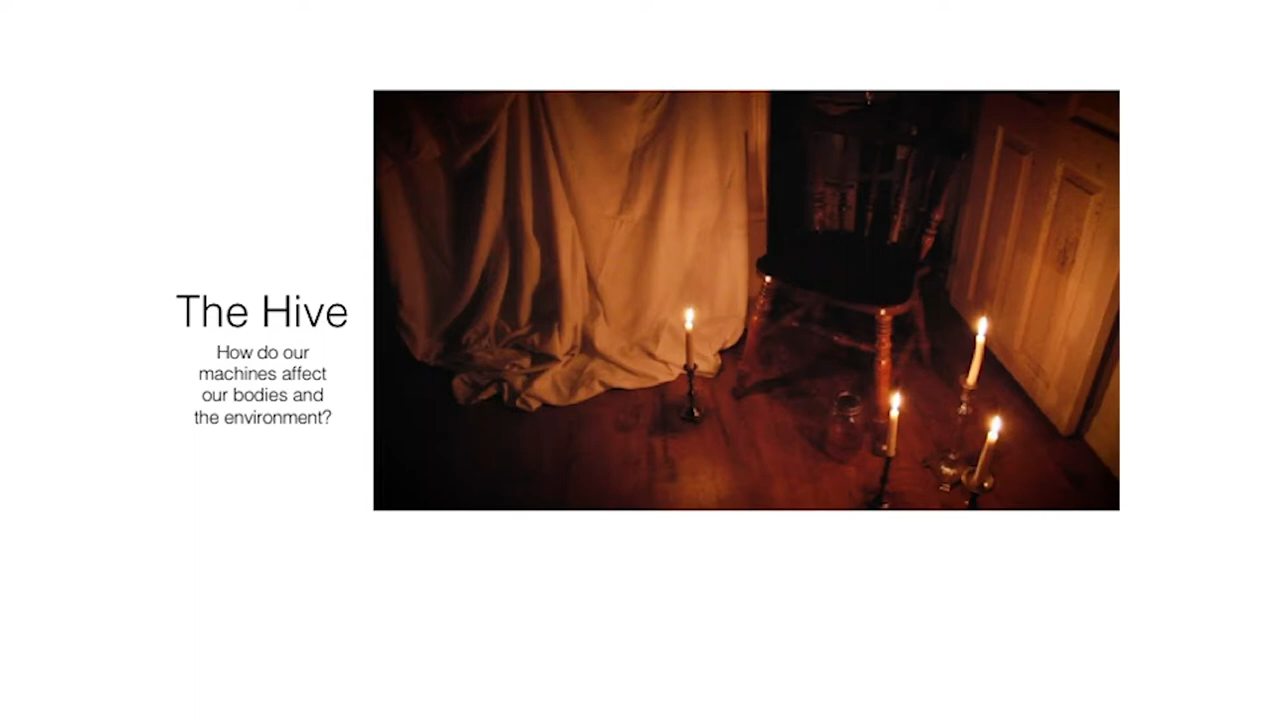 The Hive
How do our
machines affect
our bodies and
the environment?